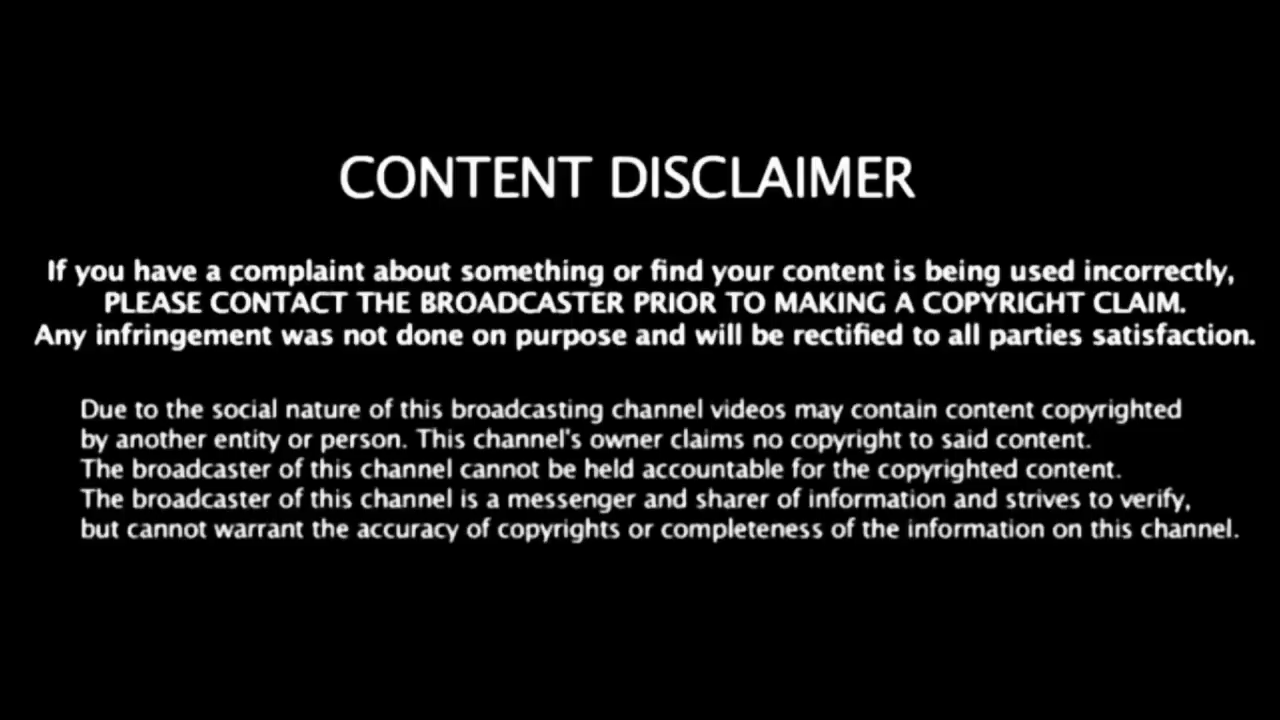 CONTENT DISCLAIMER
If you have a complaint about something or find your content is being used incorrectly,
PLEASE CONTACT THE BROADCASTER PRIOR TO MAKING A COPYRIGHT CLAIM.
Any infringement was not done on purpose and will be rectified to all parties satisfaction.
Due to the social nature of this broadcasting channel videos may contain content copyrighted
by another entity or person. This channel's owner claims no copyright to said content.
The broadcaster of this channel cannot be held accountable for the copyrighted content.
The broadcaster of this channel is a messenger and sharer of information and strives to verify,
but cannot warrant the accuracy of copyrights or completeness of the information on this channel.